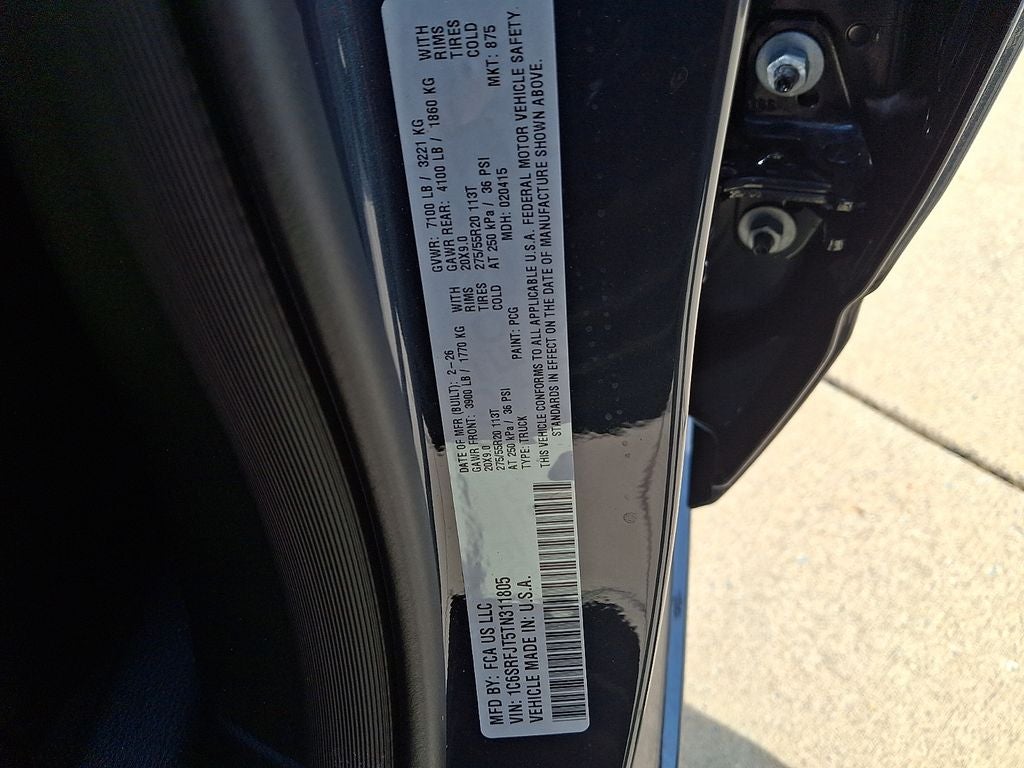 MFD BY: FCA US LLC
VIN: 1C6SRFJT5TN311805
VEHICLE MADE IN: U.S.A.
DATE OF MFR (BUILT): 2-26
GAWR FRONT: 3900 LB / 1770 KG WITH
20X9.0 RIMS
275/55R20 113T TIRES
AT 250 kPa / 36 PSI COLD
TYPE: TRUCK
GVWR: 7100 LB / 3221 KG
GAWR REAR: 4100 LB / 1860 KG WITH
20X9.0 RIMS
275/55R20 113T TIRES
AT 250 kPa / 36 PSI COLD
PAINT: PCG MDH: 020415 MKT: 875
THIS VEHICLE CONFORMS TO ALL APPLICABLE U.S.A. FEDERAL MOTOR VEHICLE SAFETY
STANDARDS IN EFFECT ON THE DATE OF MANUFACTURE SHOWN ABOVE.